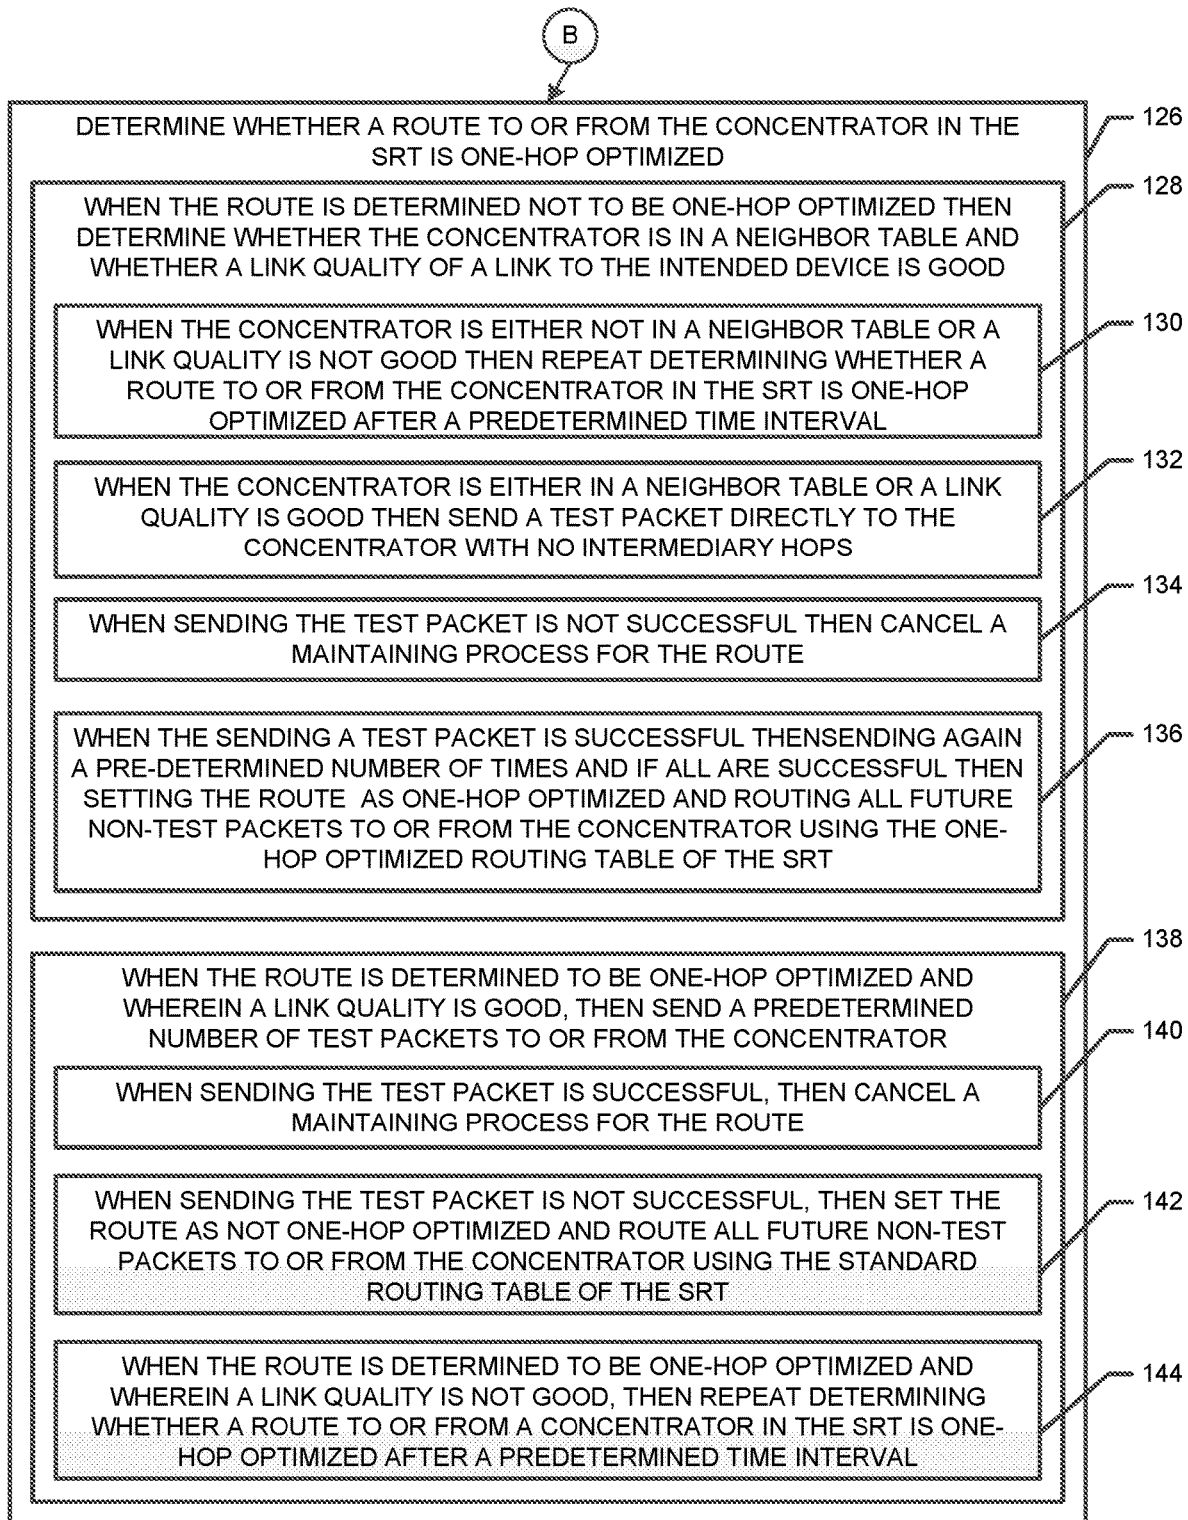 B
DETERMINE WHETHER A ROUTE TO OR FROM THE CONCENTRATOR IN THE
SRT IS ONE-HOP OPTIMIZED
126
WHEN THE ROUTE IS DETERMINED NOT TO BE ONE-HOP OPTIMIZED THEN
DETERMINE WHETHER THE CONCENTRATOR IS IN A NEIGHBOR TABLE AND
WHETHER A LINK QUALITY OF A LINK TO THE INTENDED DEVICE IS GOOD
128
WHEN THE CONCENTRATOR IS EITHER NOT IN A NEIGHBOR TABLE OR A
LINK QUALITY IS NOT GOOD THEN REPEAT DETERMINING WHETHER A
ROUTE TO OR FROM THE CONCENTRATOR IN THE SRT IS ONE-HOP
OPTIMIZED AFTER A PREDETERMINED TIME INTERVAL
130
WHEN THE CONCENTRATOR IS EITHER IN A NEIGHBOR TABLE OR A LINK
QUALITY IS GOOD THEN SEND A TEST PACKET DIRECTLY TO THE
CONCENTRATOR WITH NO INTERMEDIARY HOPS
132
WHEN SENDING THE TEST PACKET IS NOT SUCCESSFUL THEN CANCEL A
MAINTAINING PROCESS FOR THE ROUTE
134
WHEN THE SENDING A TEST PACKET IS SUCCESSFUL THENSENDING AGAIN
A PRE-DETERMINED NUMBER OF TIMES AND IF ALL ARE SUCCESSFUL THEN
SETTING THE ROUTE AS ONE-HOP OPTIMIZED AND ROUTING ALL FUTURE
NON-TEST PACKETS TO OR FROM THE CONCENTRATOR USING THE ONE-
HOP OPTIMIZED ROUTING TABLE OF THE SRT
136
WHEN THE ROUTE IS DETERMINED TO BE ONE-HOP OPTIMIZED AND
WHEREIN A LINK QUALITY IS GOOD, THEN SEND A PREDETERMINED
NUMBER OF TEST PACKETS TO OR FROM THE CONCENTRATOR
138
WHEN SENDING THE TEST PACKET IS SUCCESSFUL, THEN CANCEL A
MAINTAINING PROCESS FOR THE ROUTE
140
WHEN SENDING THE TEST PACKET IS NOT SUCCESSFUL, THEN SET THE
ROUTE AS NOT ONE-HOP OPTIMIZED AND ROUTE ALL FUTURE NON-TEST
PACKETS TO OR FROM THE CONCENTRATOR USING THE STANDARD
ROUTING TABLE OF THE SRT
142
WHEN THE ROUTE IS DETERMINED TO BE ONE-HOP OPTIMIZED AND
WHEREIN A LINK QUALITY IS NOT GOOD, THEN REPEAT DETERMINING
WHETHER A ROUTE TO OR FROM A CONCENTRATOR IN THE SRT IS ONE-
HOP OPTIMIZED AFTER A PREDETERMINED TIME INTERVAL
144